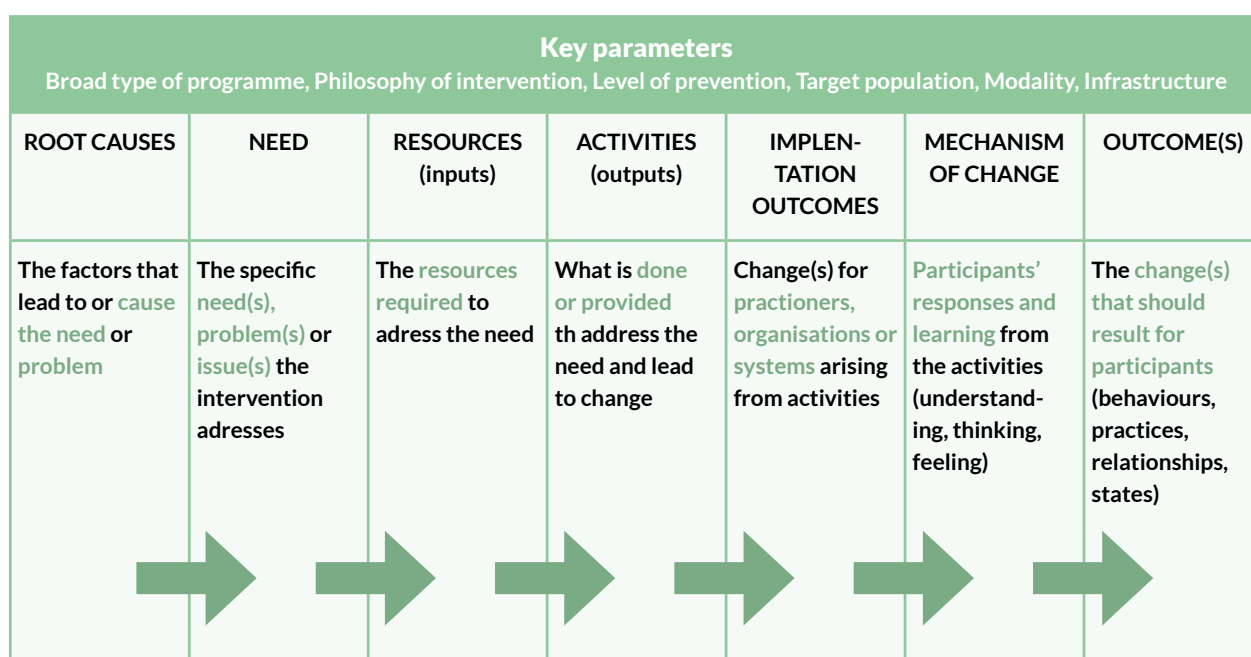 Key parameters
Broad type of programme, Philosophy of intervention, Level of prevention, Target population, Modality, Infrastructure
ROOT CAUSES
NEED
RESOURCES
(inputs)
ACTIVITIES
(outputs)
IMPLEN-
TATION
OUTCOMES
MECHANISM
OF CHANGE
OUTCOME(S)
The factors that
lead to or cause
the need or
problem
The specific
need(s),
problem(s) or
issue(s) the
intervention
adresses
The resources
required to
adress the need
What is done
or provided
th address the
need and lead
to change
Change(s) for
practioners,
organisations or
systems arising
from activities
Participants’
responses and
learning from
the activities
(understand-
ing, thinking,
feeling)
The change(s)
that should
result for
participants
(behaviours,
practices,
relationships,
states)